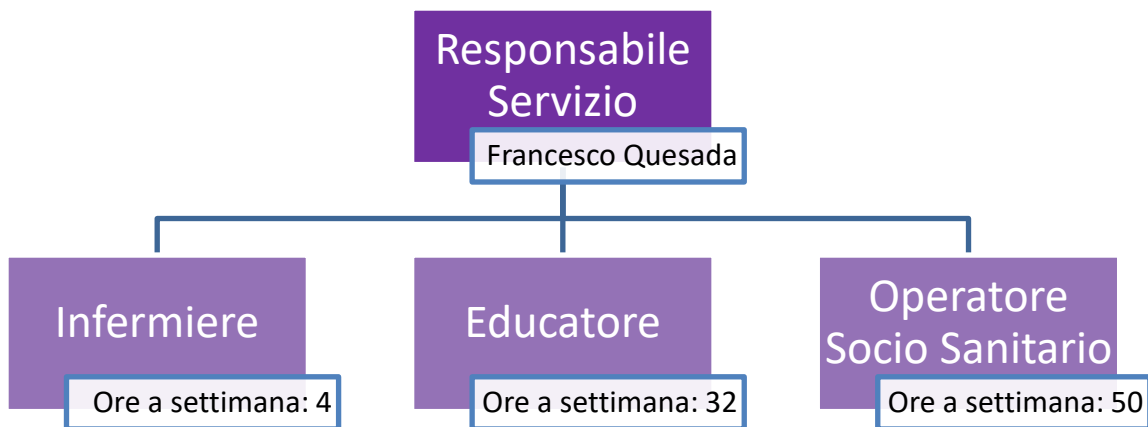 Responsabile
Servizio
Francesco Quesada
Infermiere
Ore a settimana: 4
Educatore
Ore a settimana: 32
Operatore
Socio Sanitario
Ore a settimana: 50